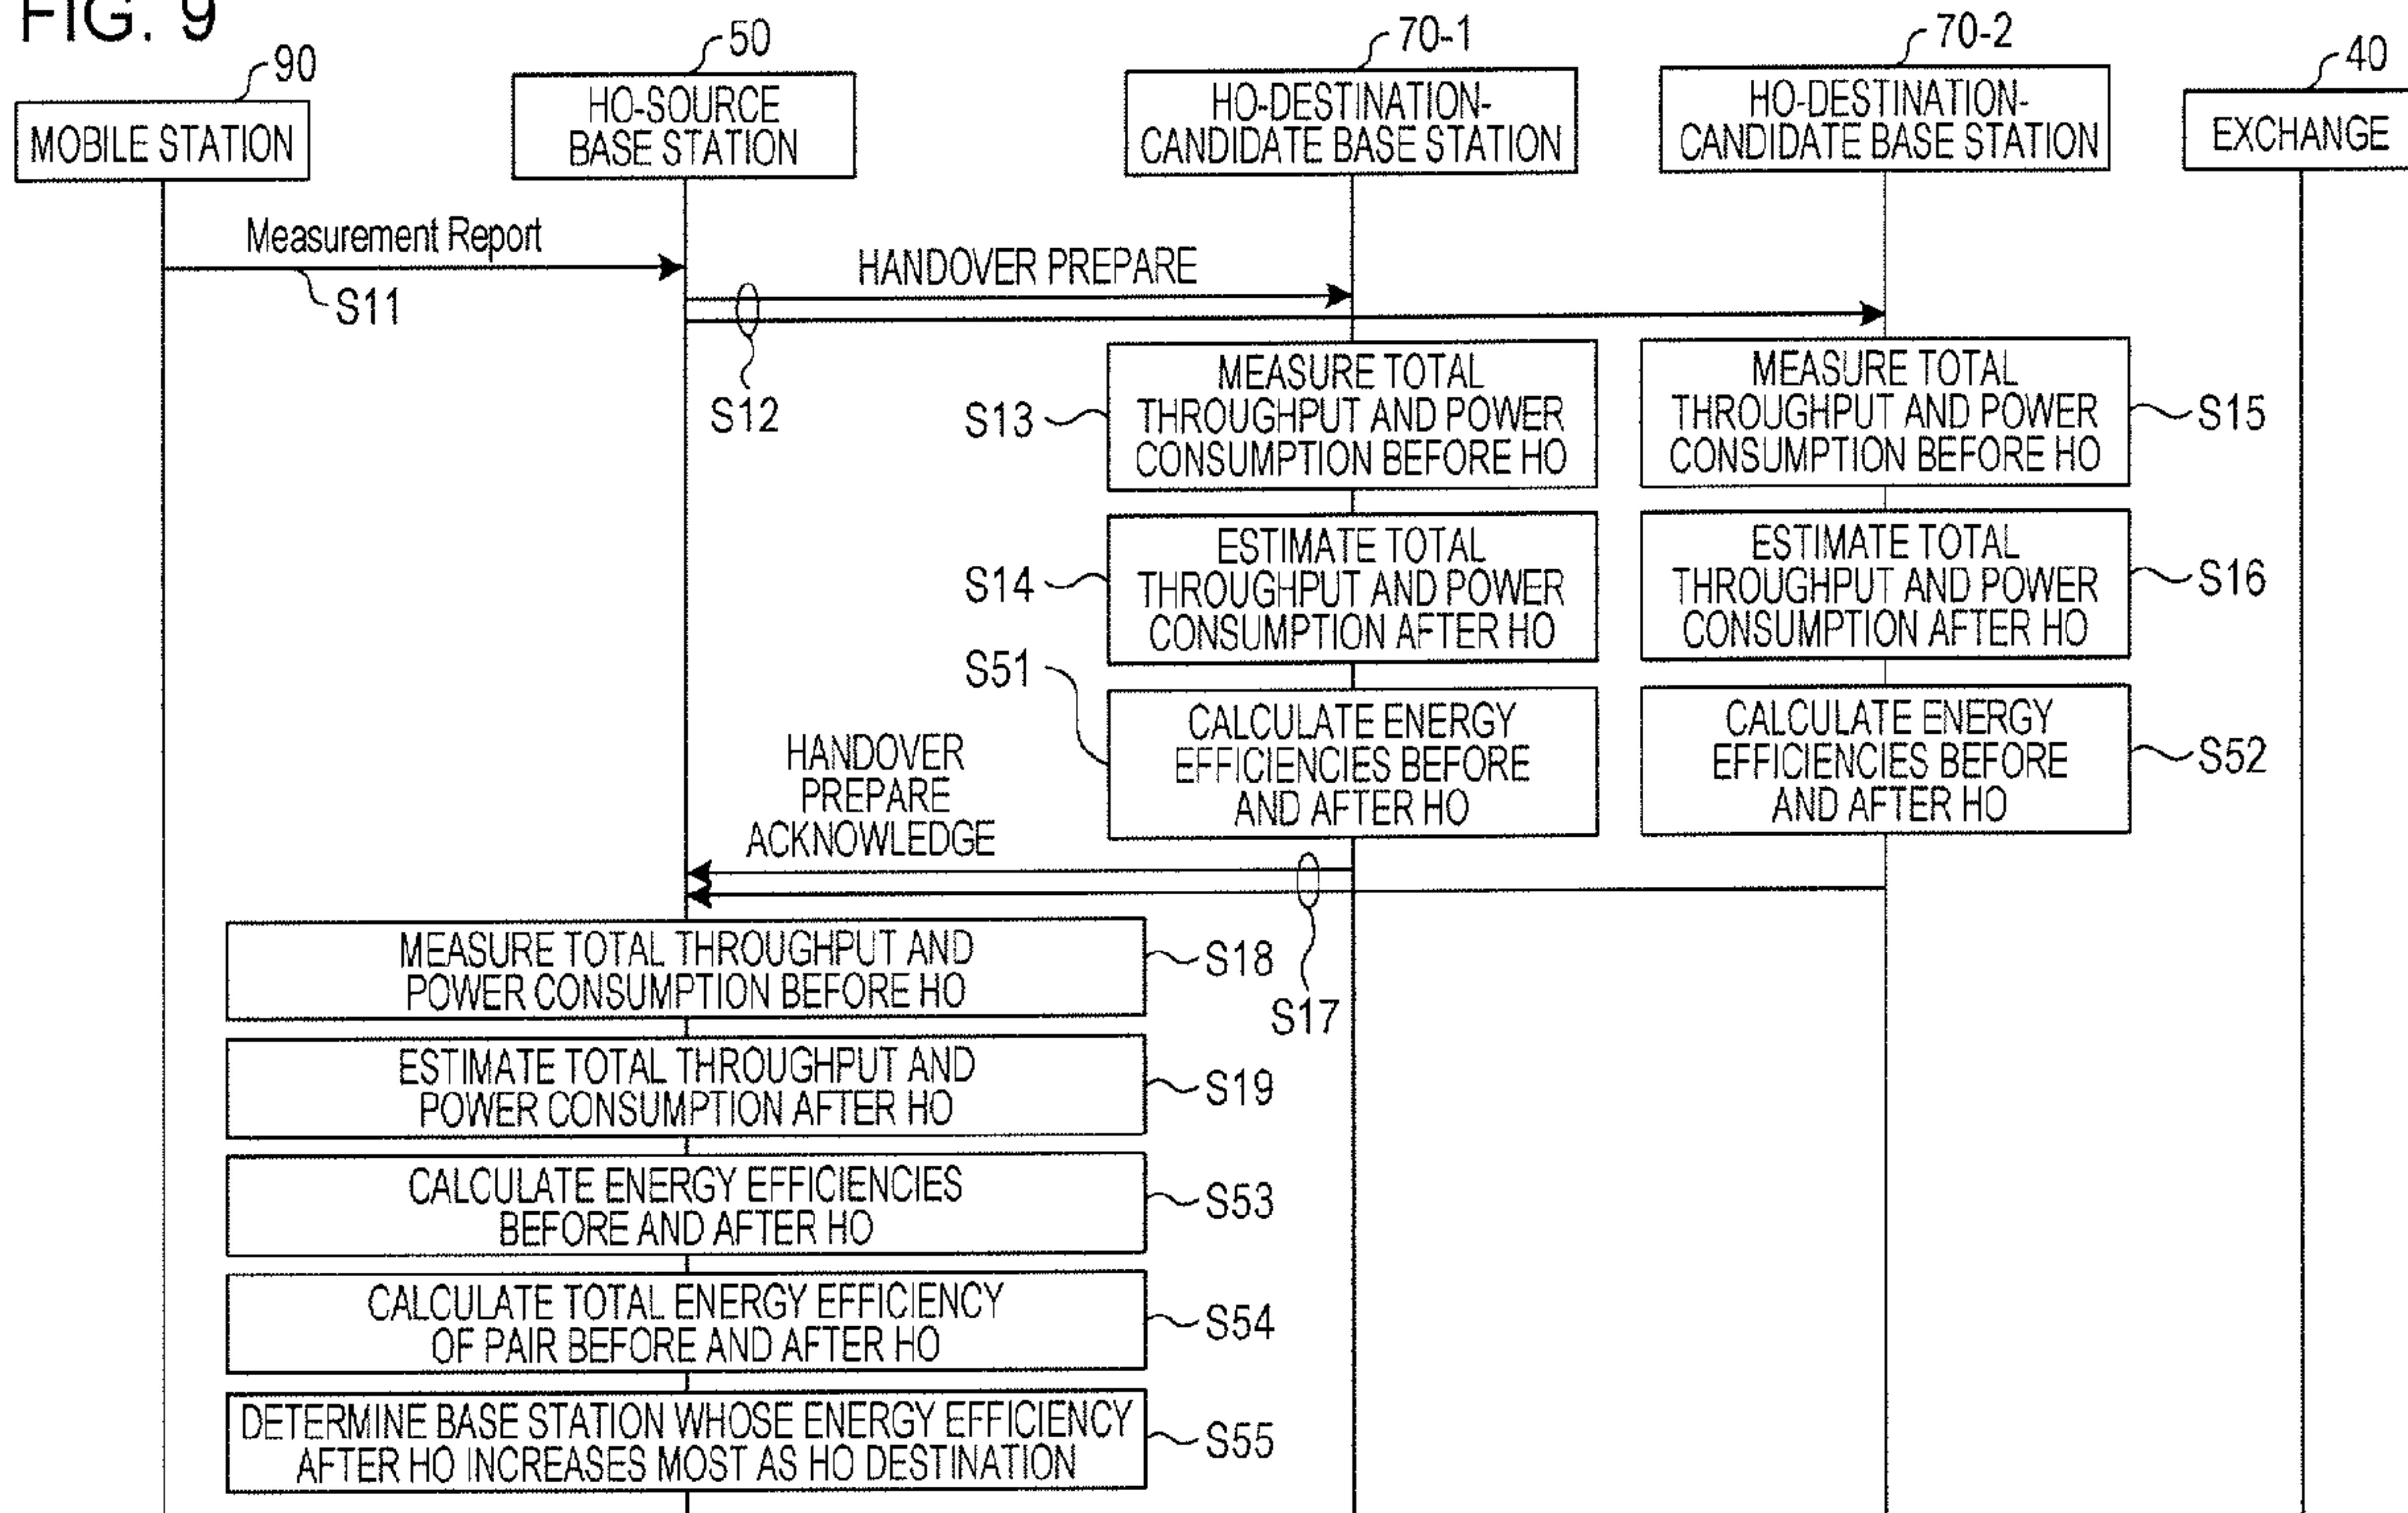 FIG. 9
90
50
70-1
70-2
40
MOBILE STATION
HO-SOURCE
BASE STATION
HO-DESTINATION-
CANDIDATE BASE STATION
HO-DESTINATION-
CANDIDATE BASE STATION
EXCHANGE
Measurement Report
S11
HANDOVER PREPARE
S12
MEASURE TOTAL
THROUGHPUT AND POWER
CONSUMPTION BEFORE HO
S13
MEASURE TOTAL
THROUGHPUT AND POWER
CONSUMPTION BEFORE HO
S15
ESTIMATE TOTAL
THROUGHPUT AND POWER
CONSUMPTION AFTER HO
S14
ESTIMATE TOTAL
THROUGHPUT AND POWER
CONSUMPTION AFTER HO
S16
S51
CALCULATE ENERGY
EFFICIENCIES BEFORE
AND AFTER HO
CALCULATE ENERGY
EFFICIENCIES BEFORE
AND AFTER HO
S52
HANDOVER
PREPARE
ACKNOWLEDGE
S17
MEASURE TOTAL THROUGHPUT AND
POWER CONSUMPTION BEFORE HO
S18
ESTIMATE TOTAL THROUGHPUT AND
POWER CONSUMPTION AFTER HO
S19
CALCULATE ENERGY EFFICIENCIES
BEFORE AND AFTER HO
S53
CALCULATE TOTAL ENERGY EFFICIENCY
OF PAIR BEFORE AND AFTER HO
S54
DETERMINE BASE STATION WHOSE ENERGY EFFICIENCY
AFTER HO INCREASES MOST AS HO DESTINATION
S55